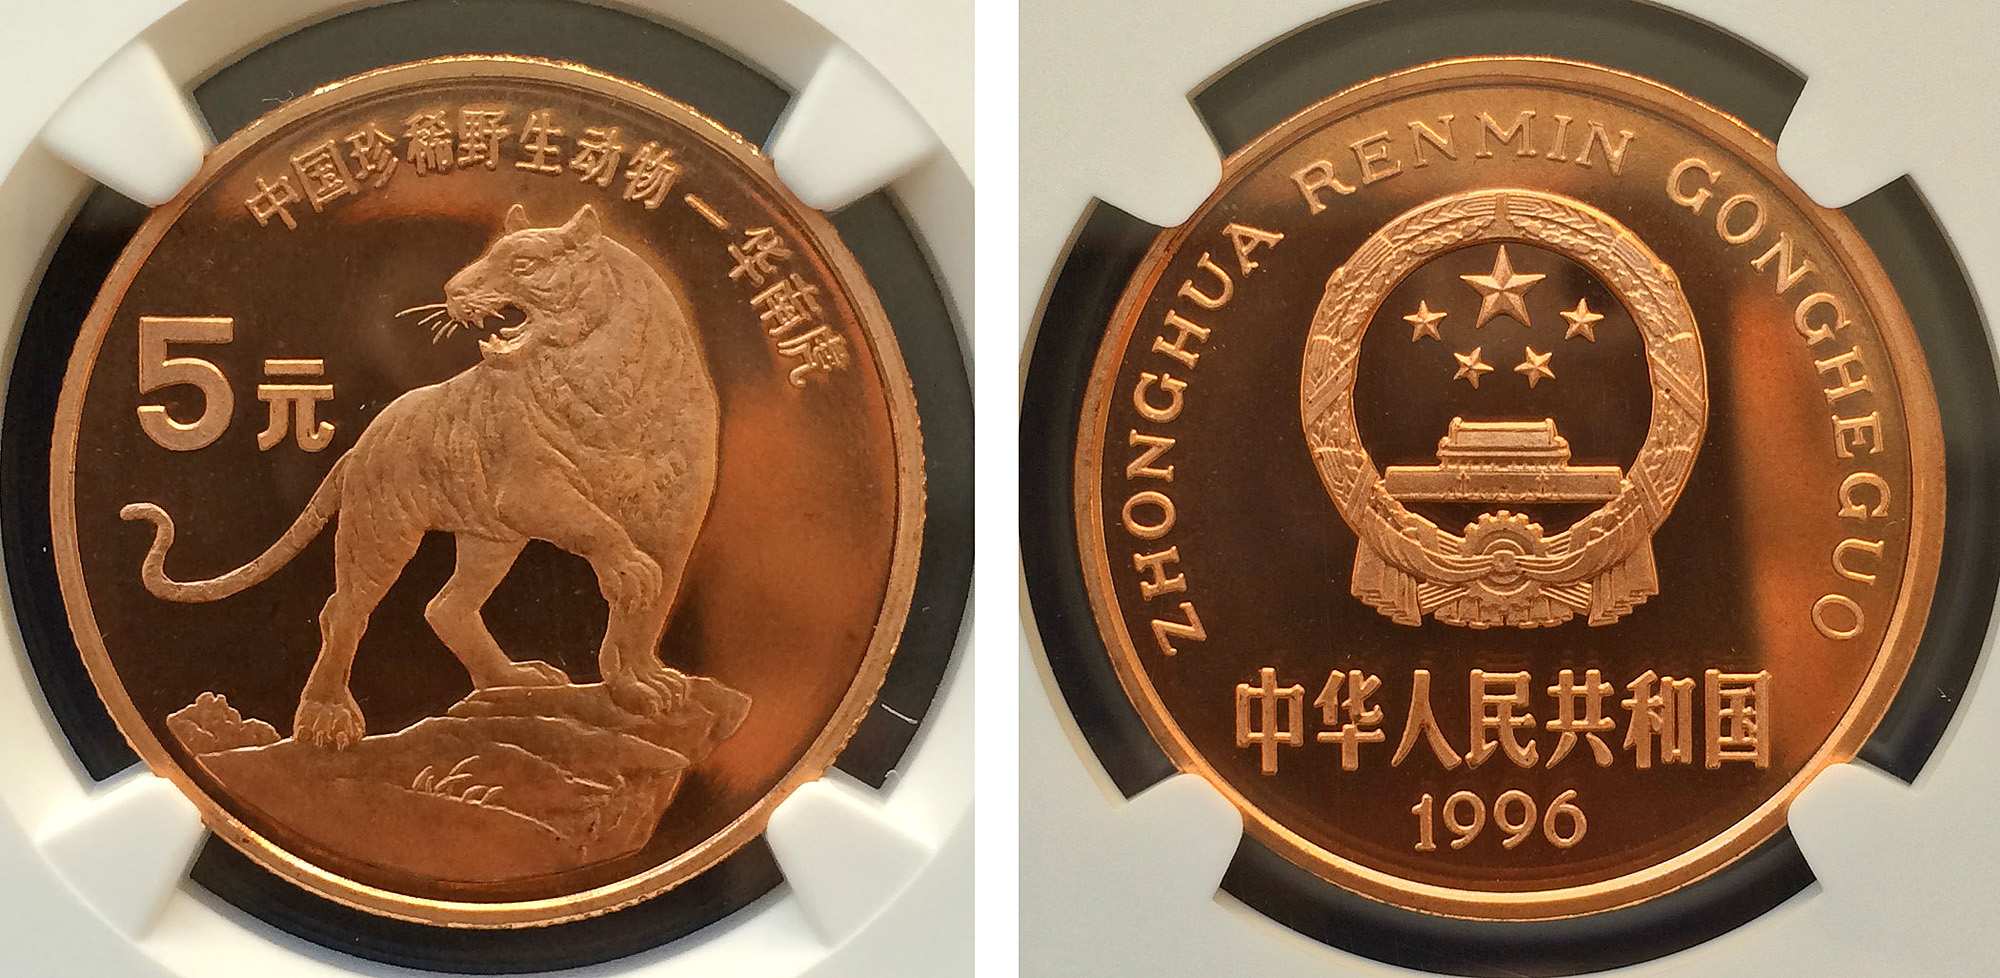 中国珍稀野生动物—华南虎
5元
ZHONGHUA RENMIN GONGHEGUO
中华人民共和国
1996